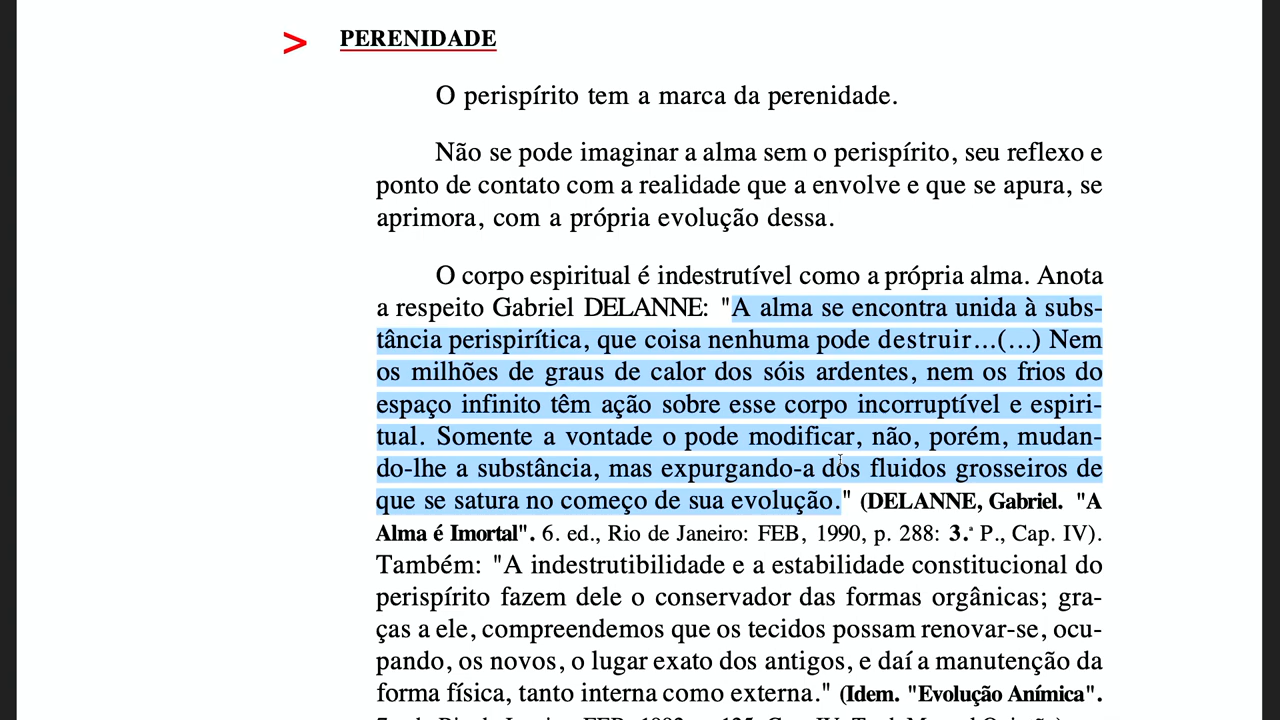 > PERENIDADE
O perispírito tem a marca da perenidade.
Não se pode imaginar a alma sem o perispírito, seu reflexo e
ponto de contato com a realidade que a envolve e que se apura, se
aprimora, com a própria evolução dessa.
O corpo espiritual é indestrutível como a própria alma. Anota
a respeito Gabriel DELANNE: "A alma se encontra unida à subs-
tância perispirítica, que coisa nenhuma pode destruir...(...) Nem
os milhões de graus de calor dos sóis ardentes, nem os frios do
espaço infinito têm ação sobre esse corpo incorruptível e espiri-
tual. Somente a vontade o pode modificar, não, porém, mudan-
do-lhe a substância, mas expurgando-a dos fluidos grosseiros de
que se satura no começo de sua evolução." (DELANNE, Gabriel. "A
Alma é Imortal". 6. ed., Rio de Janeiro: FEB, 1990, p. 288: 3.ª P., Cap. IV).
Também: "A indestrutibilidade e a estabilidade constitucional do
perispírito fazem dele o conservador das formas orgânicas; gra-
ças a ele, compreendemos que os tecidos possam renovar-se, ocu-
pando, os novos, o lugar exato dos antigos, e daí a manutenção da
forma física, tanto interna como externa." (Idem. "Evolução Anímica".